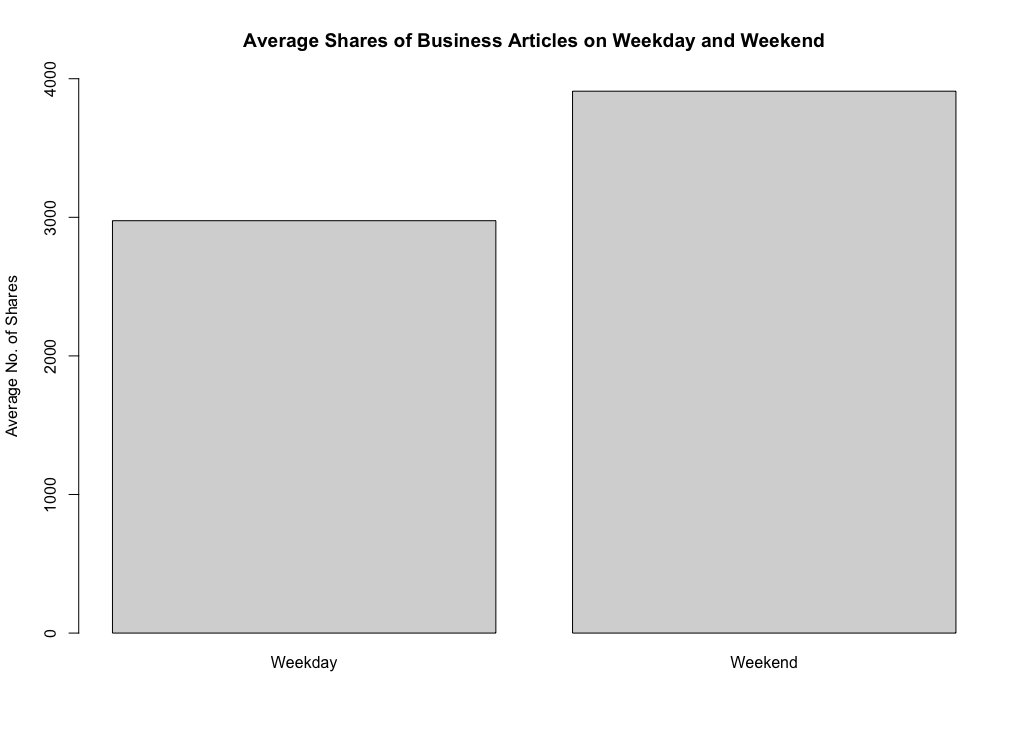 Average Shares of Business Articles on Weekday and Weekend
Average No. of Shares
4000
3000
2000
1000
0
Weekday
Weekend